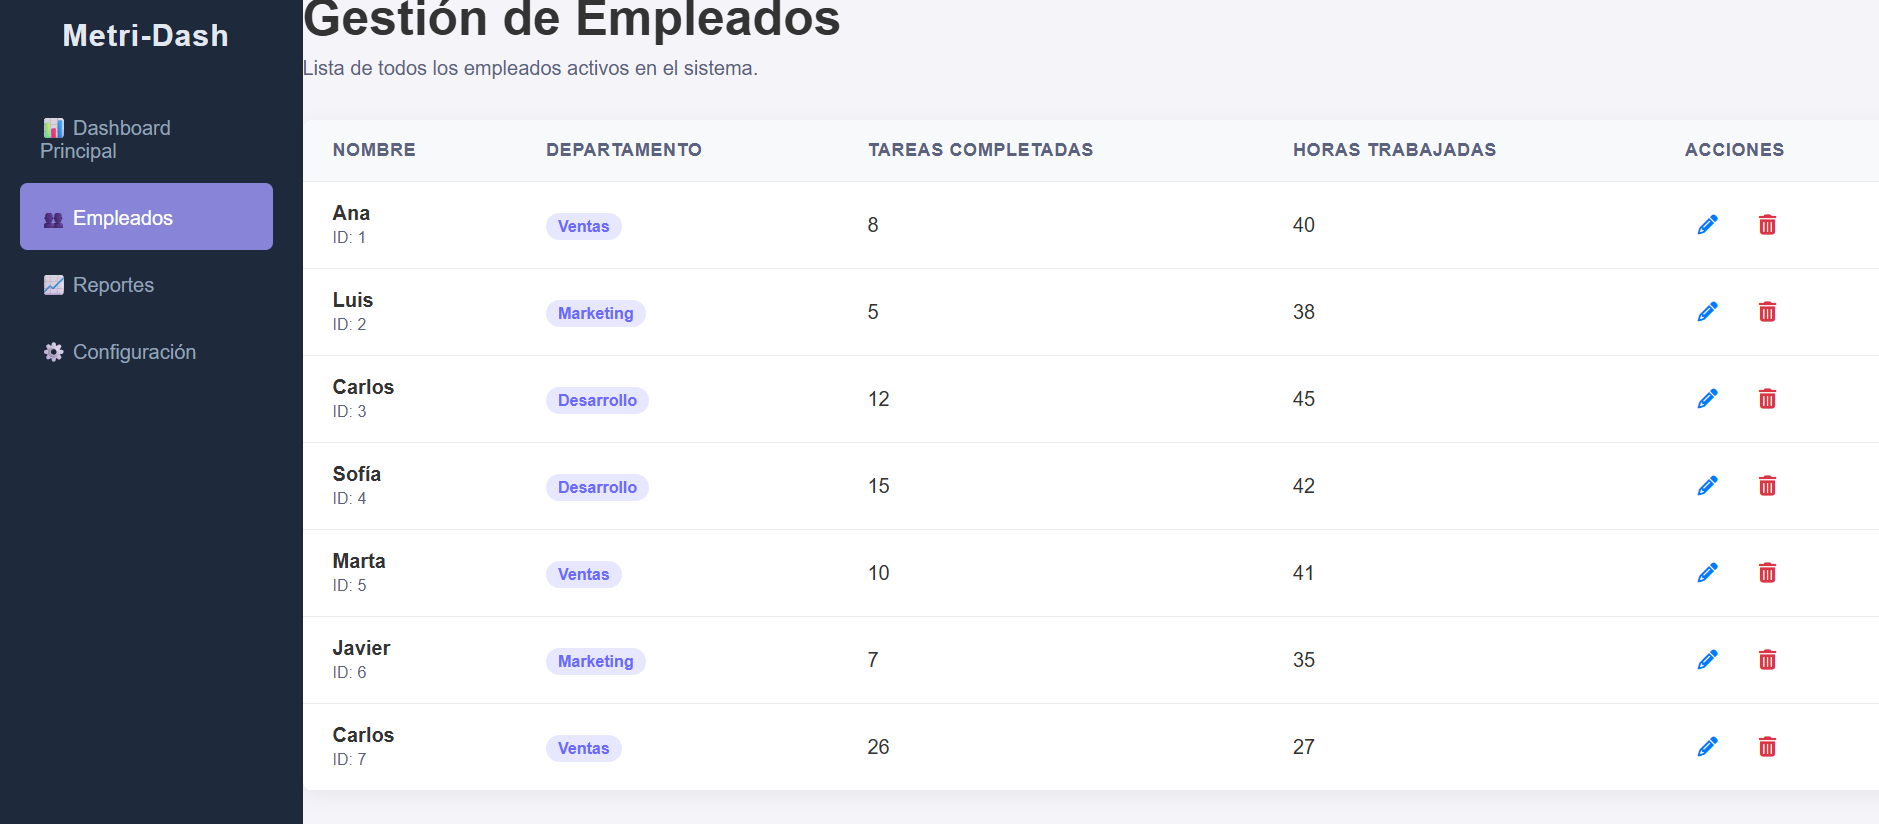 Metri-Dash
Dashboard
Principal
Empleados
Reportes
Configuración
Gestión de Empleados
Lista de todos los empleados activos en el sistema.
NOMBRE DEPARTAMENTO TAREAS COMPLETADAS HORAS TRABAJADAS ACCIONES
Ana
ID: 1
Ventas 8 40
Luis
ID: 2
Marketing 5 38
Carlos
ID: 3
Desarrollo 12 45
Sofía
ID: 4
Desarrollo 15 42
Marta
ID: 5
Ventas 10 41
Javier
ID: 6
Marketing 7 35
Carlos
ID: 7
Ventas 26 27